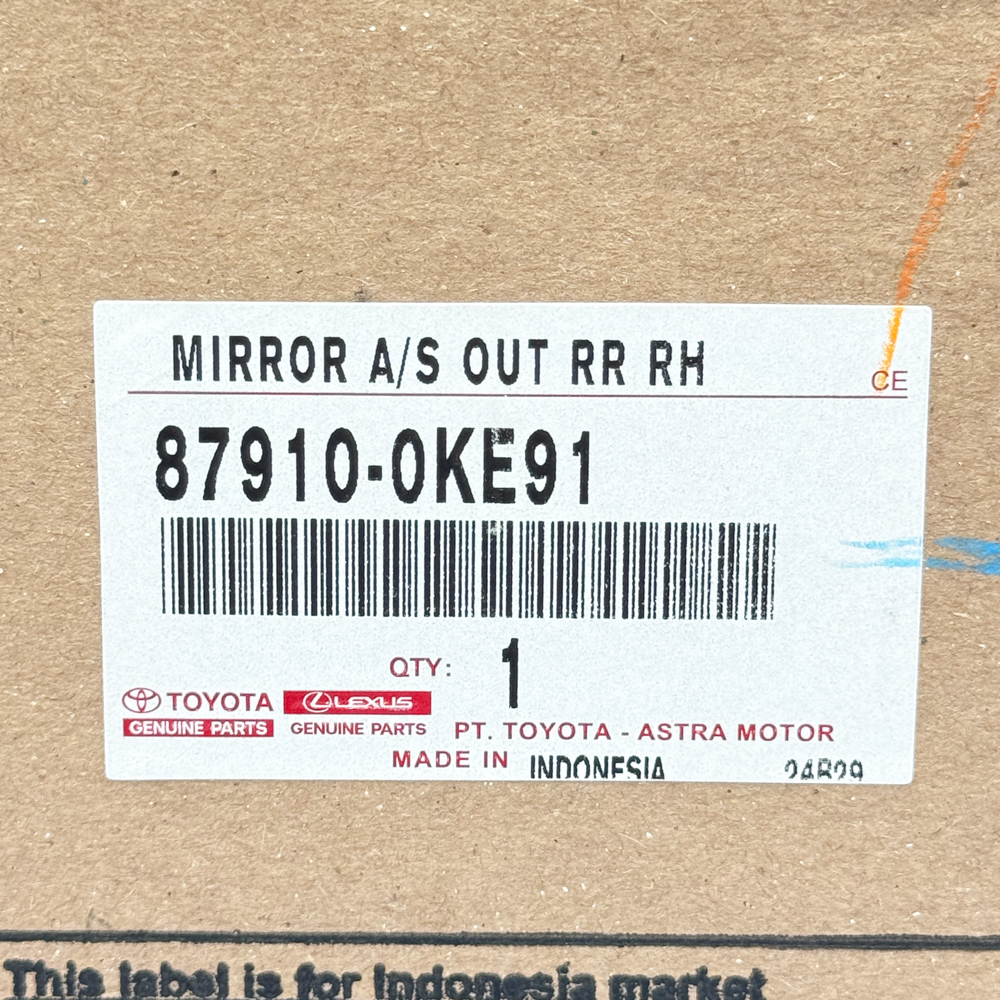 MIRROR A/S OUT RR RH
CE
87910-0KE91
QTY: 1
TOYOTA LEXUS
GENUINE PARTS GENUINE PARTS PT. TOYOTA - ASTRA MOTOR
MADE IN INDONESIA 24B29
This label is for Indonesia market